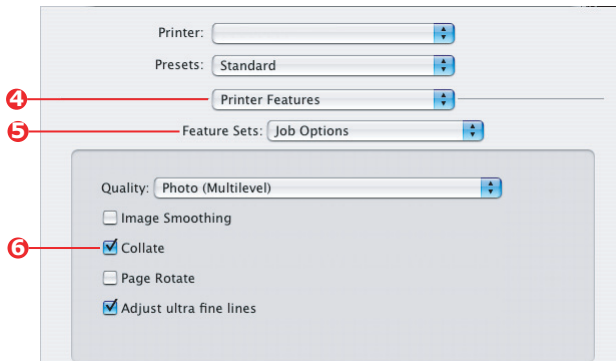 Printer:
Presets: Standard
4 Printer Features
5 Feature Sets: Job Options
Quality: Photo (Multilevel)
Image Smoothing
6 Collate
Page Rotate
Adjust ultra fine lines